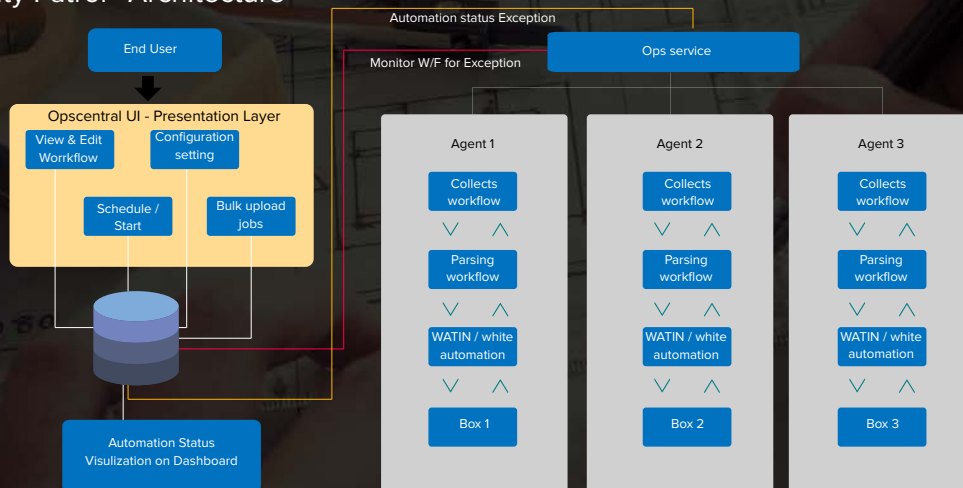 Patrol Architecture
Automation status Exception
End User
Ops service
Monitor W/F for Exception
Opscentral UI - Presentation Layer
View & Edit
Worrkflow
Configuration
setting
Schedule /
Start
Bulk upload
jobs
Automation Status
Visulization on Dashboard
Agent 1
Collects
workflow
Parsing
workflow
WATIN / white
automation
Box 1
Agent 2
Collects
workflow
Parsing
workflow
WATIN / white
automation
Box 2
Agent 3
Collects
workflow
Parsing
workflow
WATIN / white
automation
Box 3